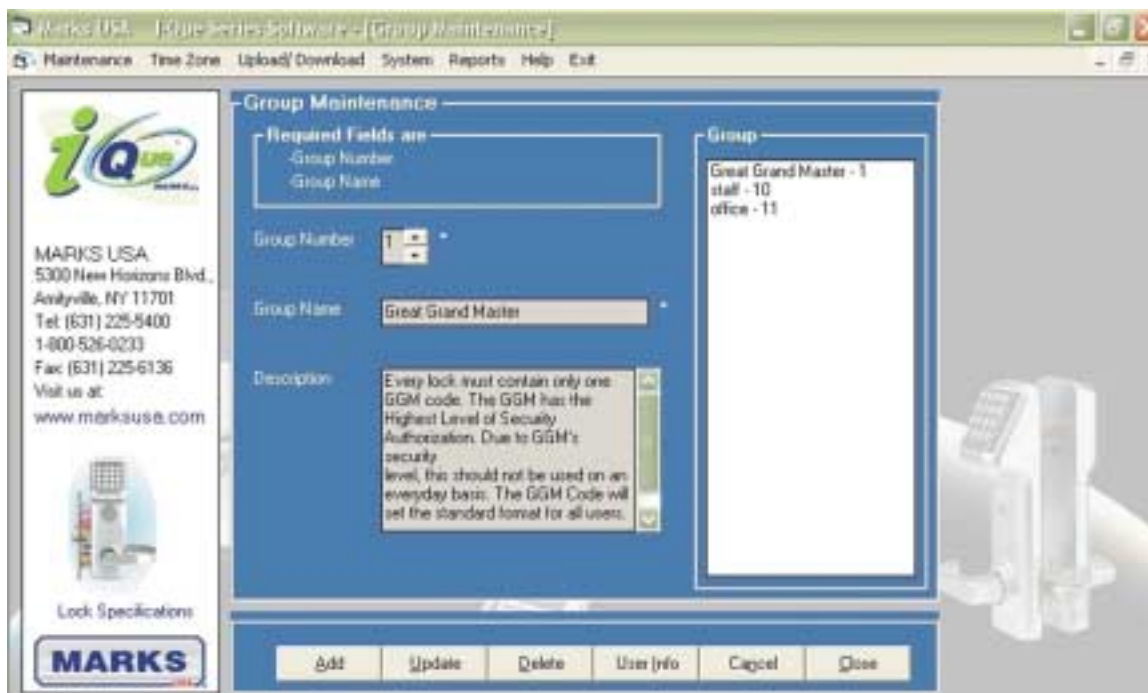 Marks USA I-Que Series Software - [Group Maintenance]
Maintenance Time Zone Upload/Download System Reports Help Exit
iQue
MARKS USA
5300 New Horizons Blvd.,
Amityville, NY 11701
Tel: (631) 225-5400
1-800-526-0233
Fax: (631) 225-6136
Visit us at:
www.marksusa.com
Lock Specifications
MARKS
USA
Group Maintenance
Required Fields are
-Group Number
-Group Name
Group Number 1 *
Group Name Great Grand Master *
Description
Every lock must contain only one
GGM code. The GGM has the
Highest Level of Security
Authorization. Due to GGM's
security
level, this should not be used on an
everyday basis. The GGM Code will
set the standard format for all users.
Group
Great Grand Master - 1
staff - 10
office - 11
Add Update Delete User Info Cancel Close